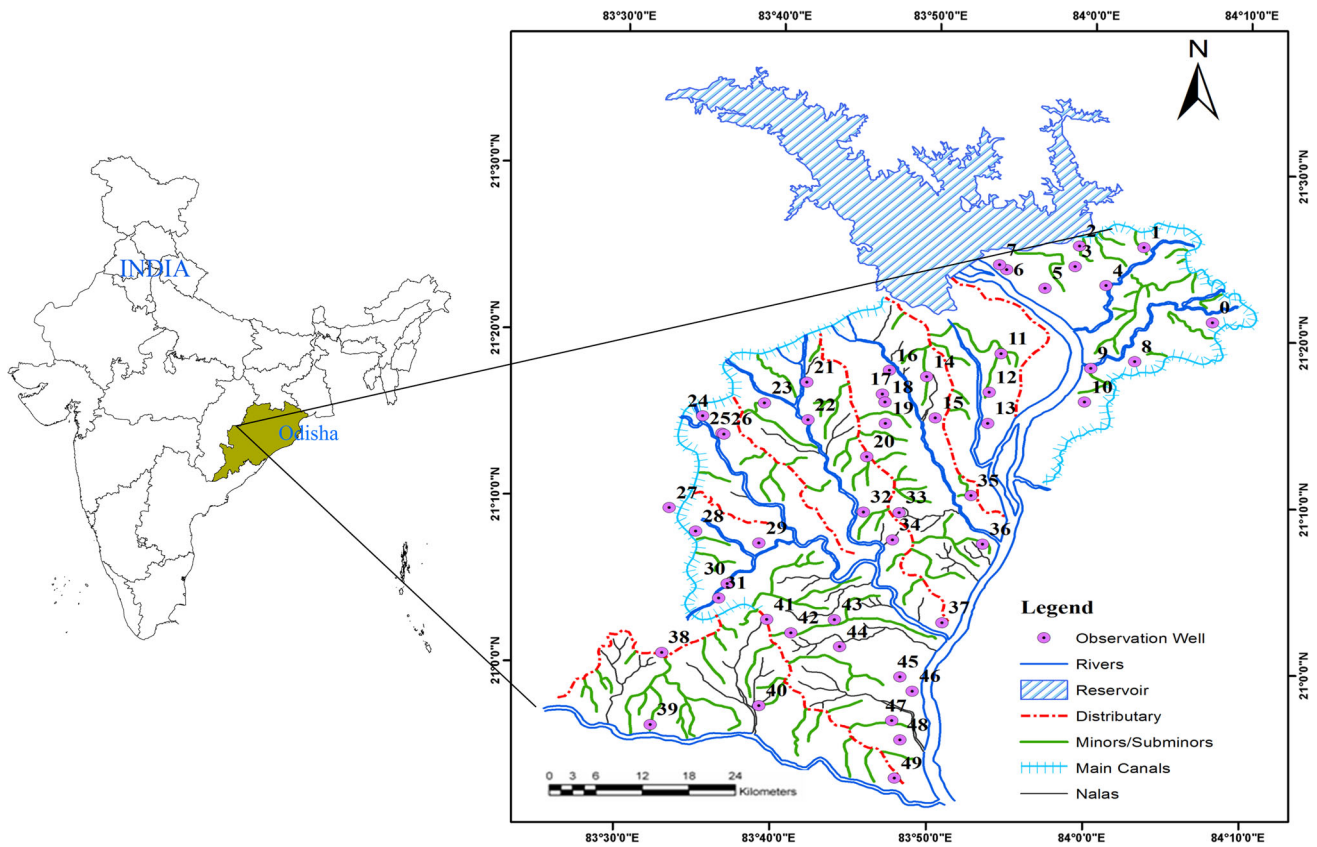 83°30'0"E 83°40'0"E 83°50'0"E 84°0'0"E 84°10'0"E
N
21°30'0"N 21°30'0"N
2 1
7 3
6 5 4
INDIA
0
21°20'0"N 21°20'0"N
11 9 8
16 14
21 17 18 12 10
23
24 22 19 15 13
25 26
Odisha
20
35
27 32 33
21°10'0"N 21°10'0"N
28 29 34 36
30
31
41 43 37
42
38 44
45
46
40
39 47
48
49
Legend
Observation Well
Rivers
Reservoir
Distributary
Minors/Subminors
Main Canals
Nalas
21°0'0"N 21°0'0"N
0 3 6 12 18 24
Kilometers
83°30'0"E 83°40'0"E 83°50'0"E 84°0'0"E 84°10'0"E